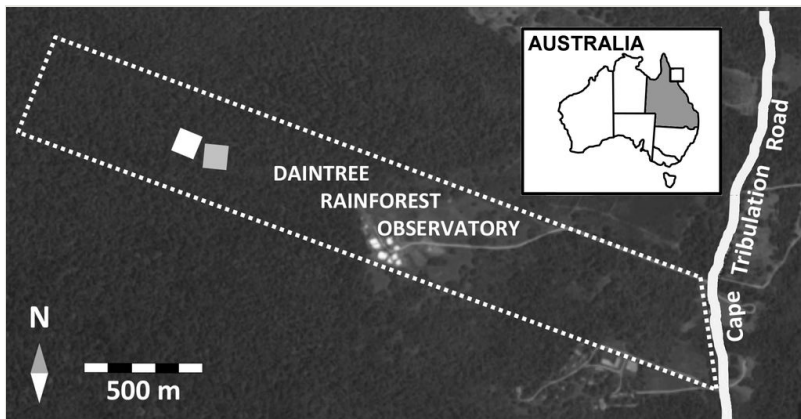 AUSTRALIA
DAINTREE
RAINFOREST
OBSERVATORY
Cape Tribulation Road
N
500 m